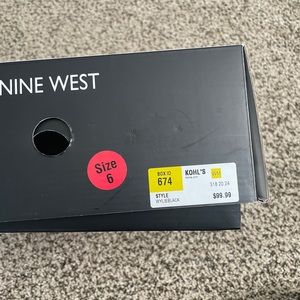 NINE WEST
Size
6
BOX ID
674
KOHL'S
STYLE
$99.99